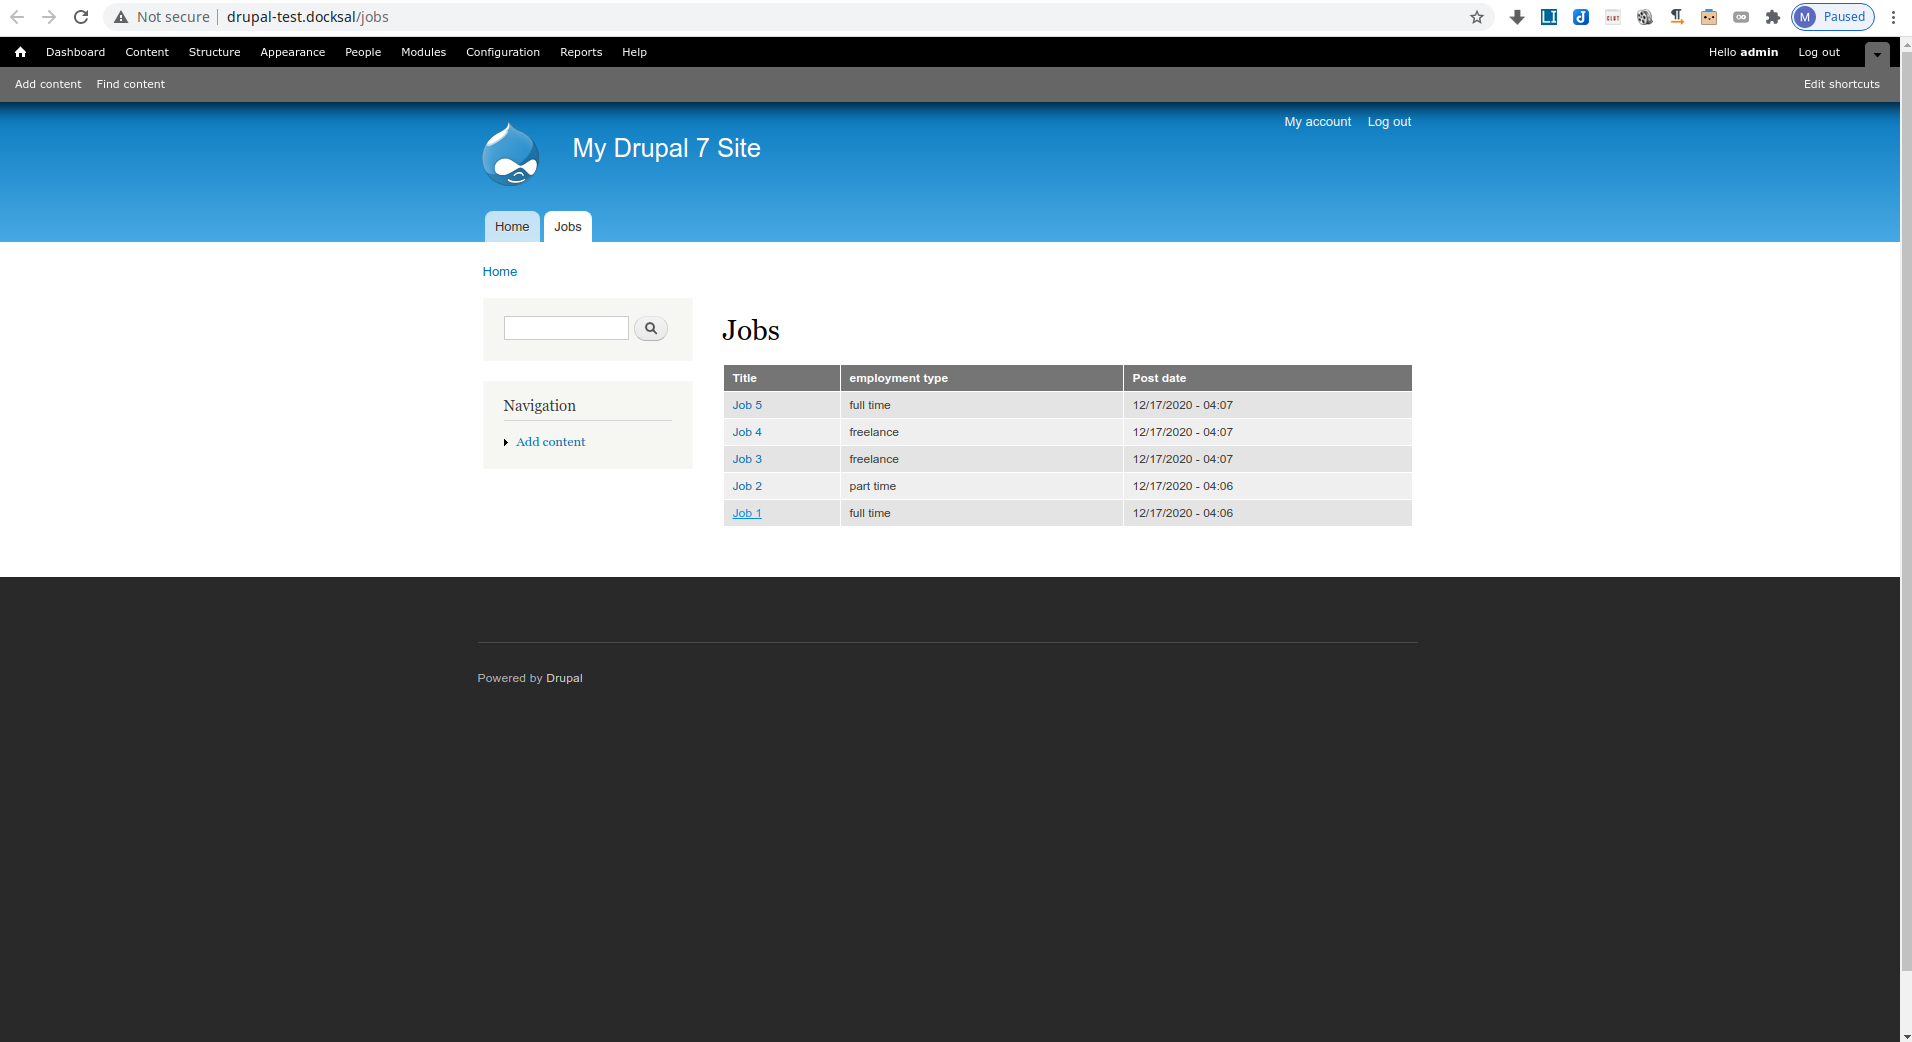 Not secure | drupal-test.docksal/jobs M Paused
Dashboard Content Structure Appearance People Modules Configuration Reports Help Hello admin Log out
Add content Find content Edit shortcuts
My account Log out
My Drupal 7 Site
Home Jobs
Home
Jobs
Navigation
Add content
Title employment type Post date
Job 5 full time 12/17/2020 - 04:07
Job 4 freelance 12/17/2020 - 04:07
Job 3 freelance 12/17/2020 - 04:07
Job 2 part time 12/17/2020 - 04:06
Job 1 full time 12/17/2020 - 04:06
Powered by Drupal